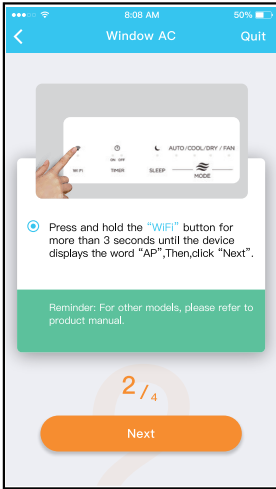 8:08 AM
50%
Window AC
Quit
WIFI
ON OFF
TIMER
SLEEP
AUTO/COOL/DRY / FAN
MODE
Press and hold the “WiFi” button for
more than 3 seconds until the device
displays the word “AP”,Then,click “Next”.
Reminder: For other models, please refer to
product manual.
2/4
Next